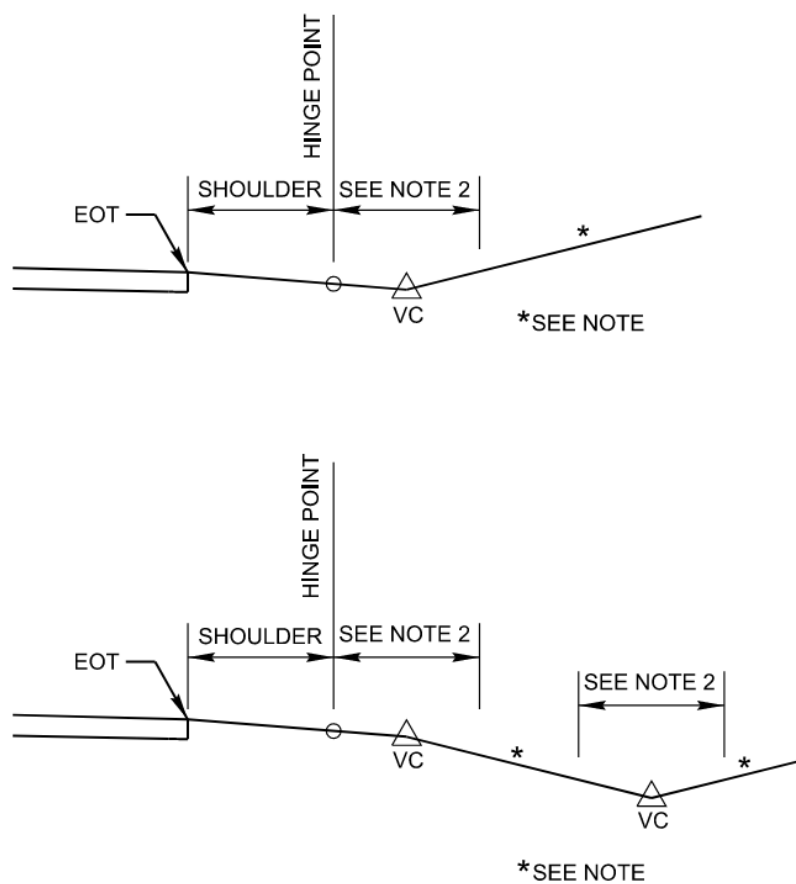 HINGE POINT
SHOULDER
SEE NOTE 2
EOT
*
VC
*SEE NOTE
HINGE POINT
SHOULDER
SEE NOTE 2
EOT
SEE NOTE 2
*
*
VC
VC
*SEE NOTE